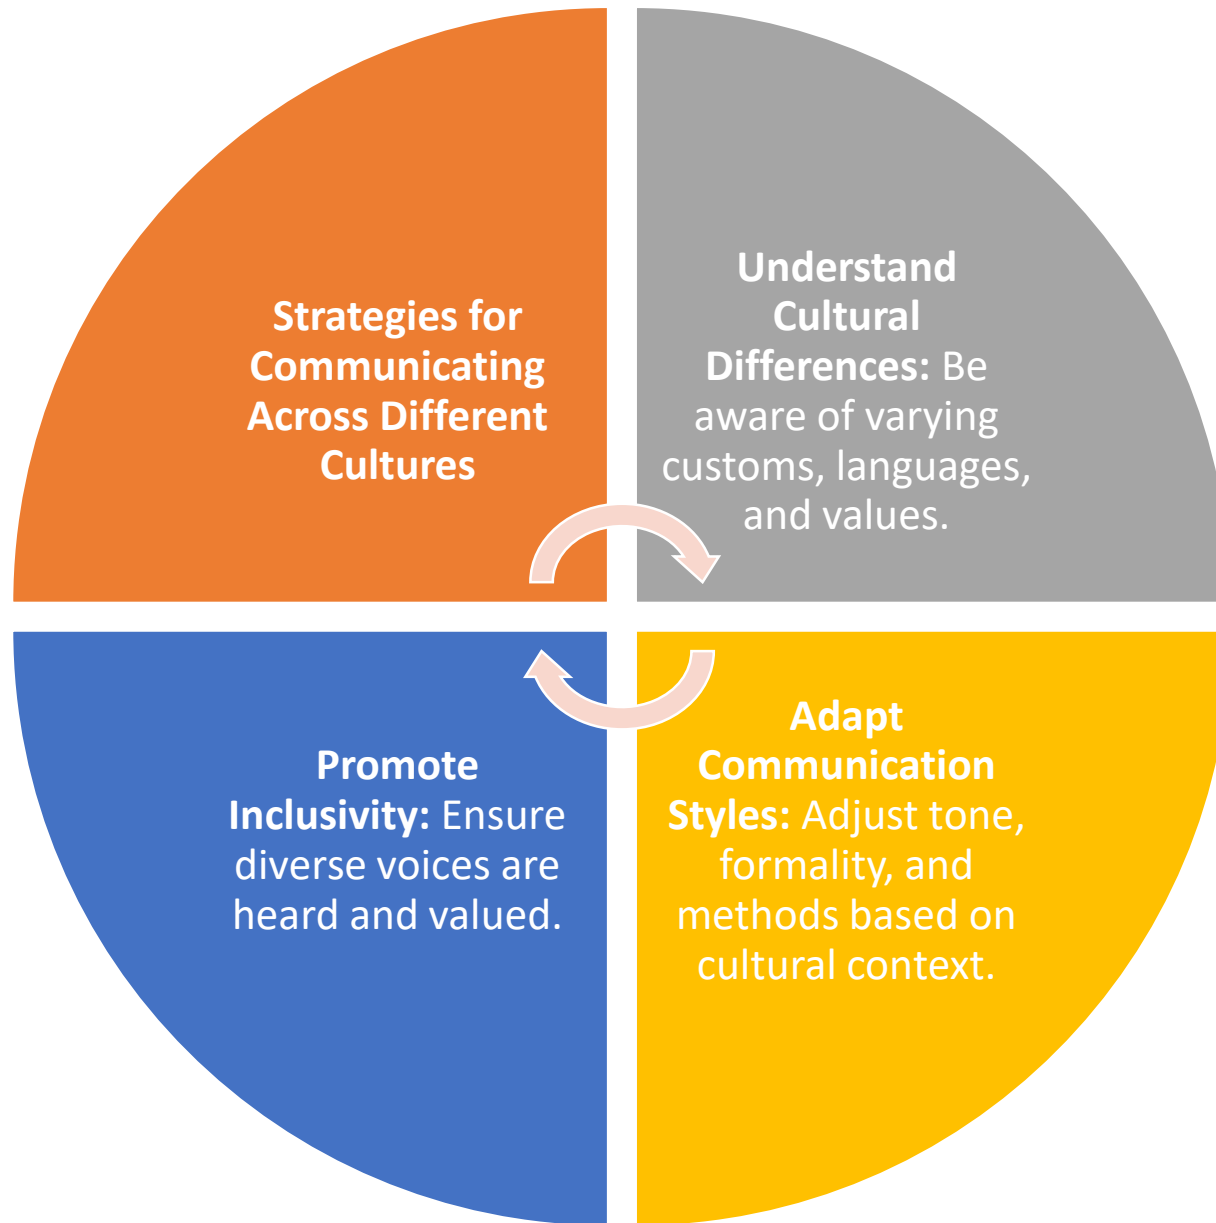 Strategies for
Communicating
Across Different
Cultures
Understand
Cultural
Differences: Be
aware of varying
customs, languages,
and values.
Adapt
Communication
Styles: Adjust tone,
formality, and
methods based on
cultural context.
Promote
Inclusivity: Ensure
diverse voices are
heard and valued.